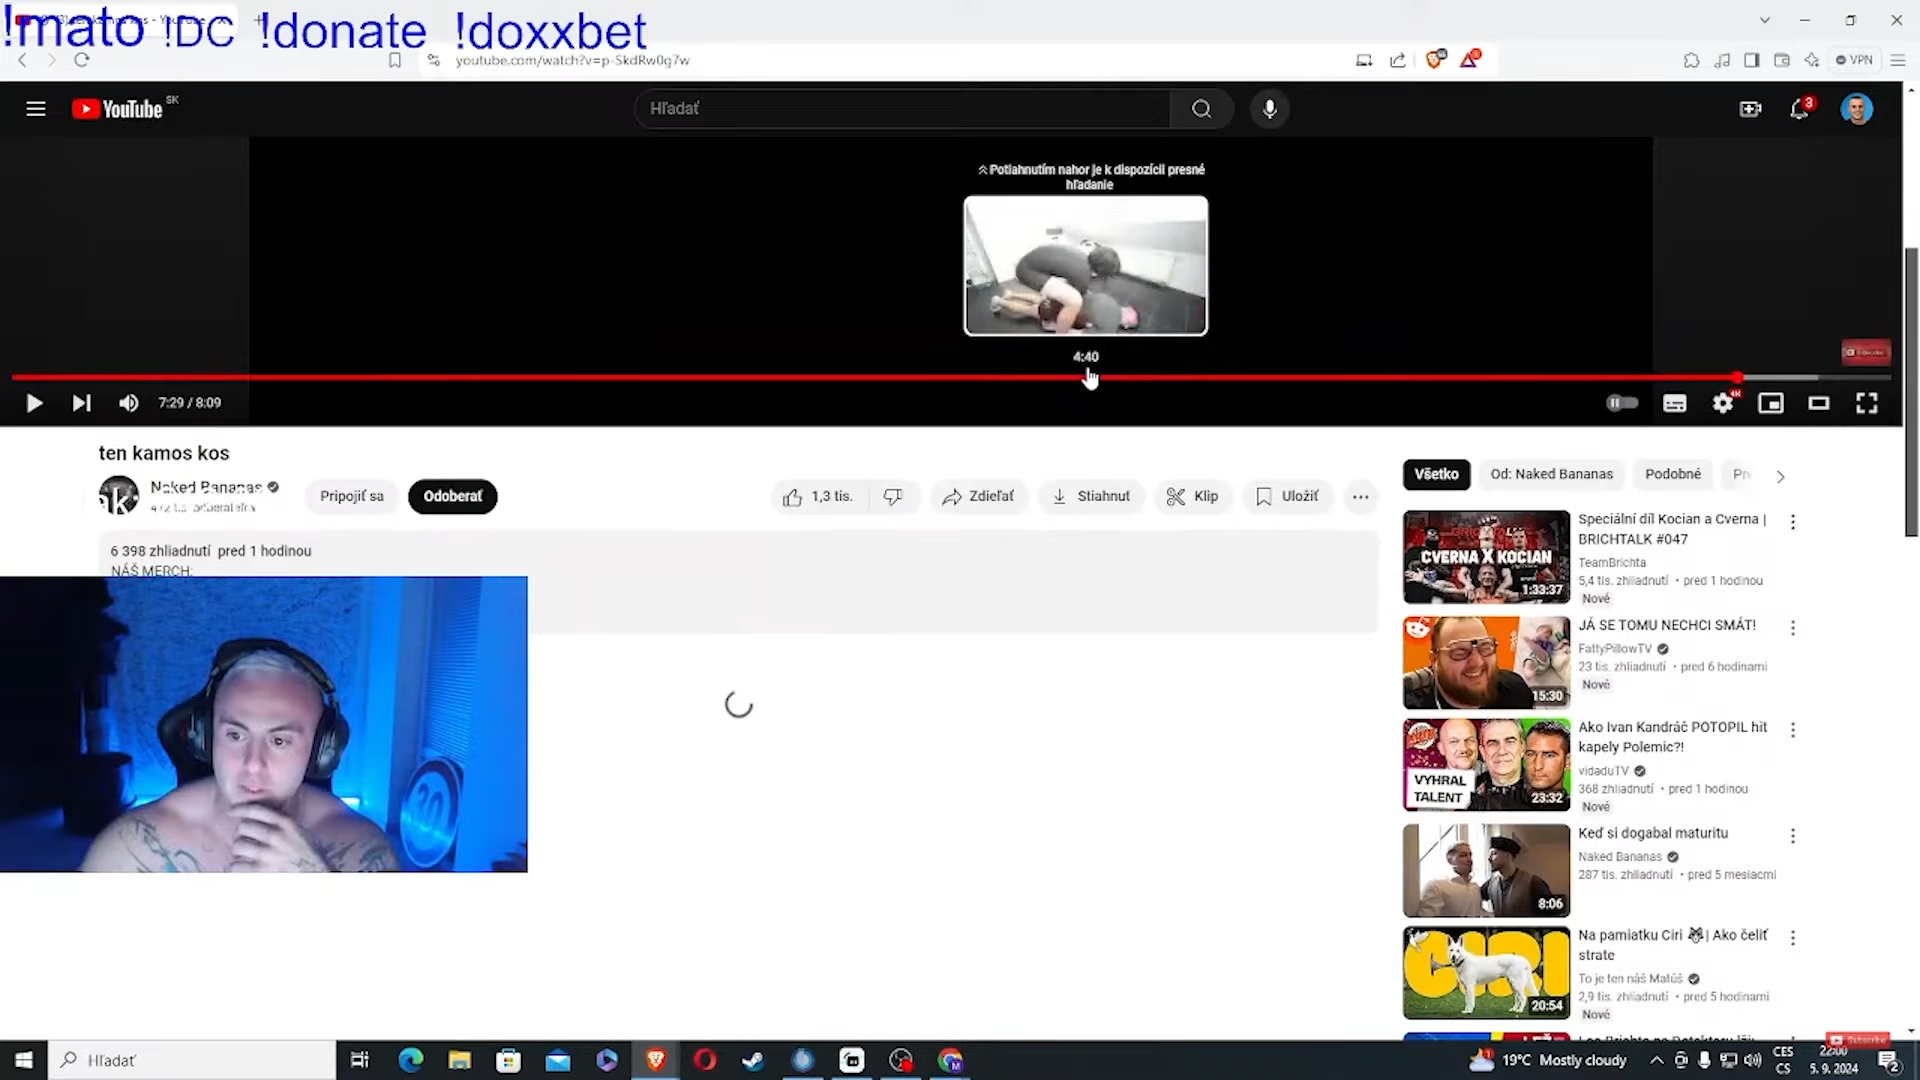 !mato !DC !donate !doxxbet
youtube.com/watch?v=p-SkdRw0g7w
VPN
YouTube SK
Hľadať
3
Potiahnutím nahor je k dispozícii presné
hľadanie
4:40
7:29 / 8:09
ten kamos kos
Naked Bananas
Pripojiť sa
Odoberať
1,3 tis.
Zdieľať
Stiahnuť
Klip
Uložiť
6 398 zhliadnutí pred 1 hodinou
NÁŠ MERCH:
Všetko
Od: Naked Bananas
Podobné
CVERNA X KOCIAN
1:33:37
Speciální díl Kocian a Cverna |
BRICHTALK #047
TeamBrichta
5,4 tis. zhliadnutí • pred 1 hodinou
Nové
15:30
JÁ SE TOMU NECHCI SMÁT!
FattyPillowTV
23 tis. zhliadnutí • pred 6 hodinami
Nové
VYHRAL
TALENT
23:32
Ako Ivan Kandráč POTOPIL hit
kapely Polemic?!
vidaduTV
368 zhliadnutí • pred 1 hodinou
Nové
8:06
Keď si dogabal maturitu
Naked Bananas
287 tis. zhliadnutí • pred 5 mesiacmi
CIRI
20:54
Na pamiatku Ciri | Ako čeliť
strate
To je ten náš Matúš
2,9 tis. zhliadnutí • pred 5 hodinami
Nové
Subscribe
Hľadať
19°C Mostly cloudy
CES
CS
22:00
5. 9. 2024
2